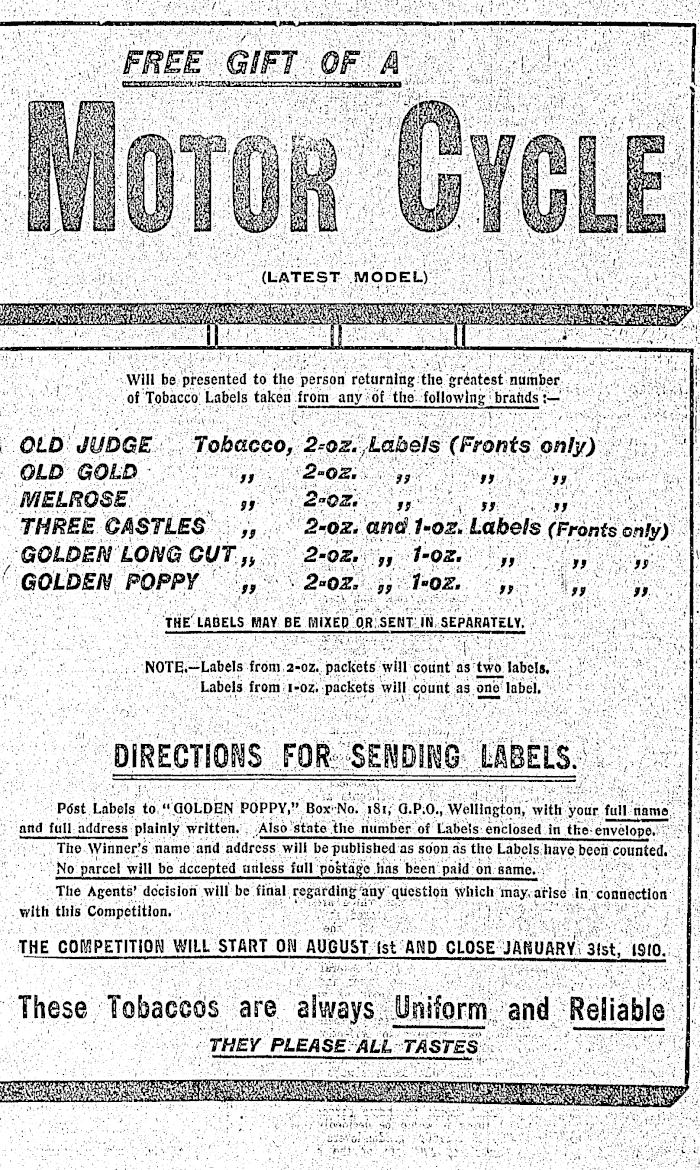 FREE GIFT OF A
MOTOR CYCLE
(LATEST MODEL)
Will be presented to the person returning the greatest number
of Tobacco Labels taken from any of the following brands:—
OLD JUDGE Tobacco, 2-oz. Labels (Fronts only)
OLD GOLD ,, 2-oz. ,, ,, ,,
MELROSE ,, 2-oz. ,, ,, ,,
THREE CASTLES ,, 2-oz. and 1-oz. Labels (Fronts only)
GOLDEN LONG CUT ,, 2-oz. ,, 1-oz. ,, ,, ,,
GOLDEN POPPY ,, 2-oz. ,, 1-oz. ,, ,, ,,
THE LABELS MAY BE MIXED OR SENT IN SEPARATELY.
NOTE.—Labels from 2-oz. packets will count as two labels.
Labels from 1-oz. packets will count as one label.
DIRECTIONS FOR SENDING LABELS.
Post Labels to "GOLDEN POPPY," Box No. 181, G.P.O., Wellington, with your full name
and full address plainly written. Also state the number of Labels enclosed in the envelope.
The Winner's name and address will be published as soon as the Labels have been counted.
No parcel will be accepted unless full postage has been paid on same.
The Agents' decision will be final regarding any question which may arise in connection
with this Competition.
THE COMPETITION WILL START ON AUGUST 1st AND CLOSE JANUARY 31st, 1910.
These Tobaccos are always Uniform and Reliable
THEY PLEASE ALL TASTES